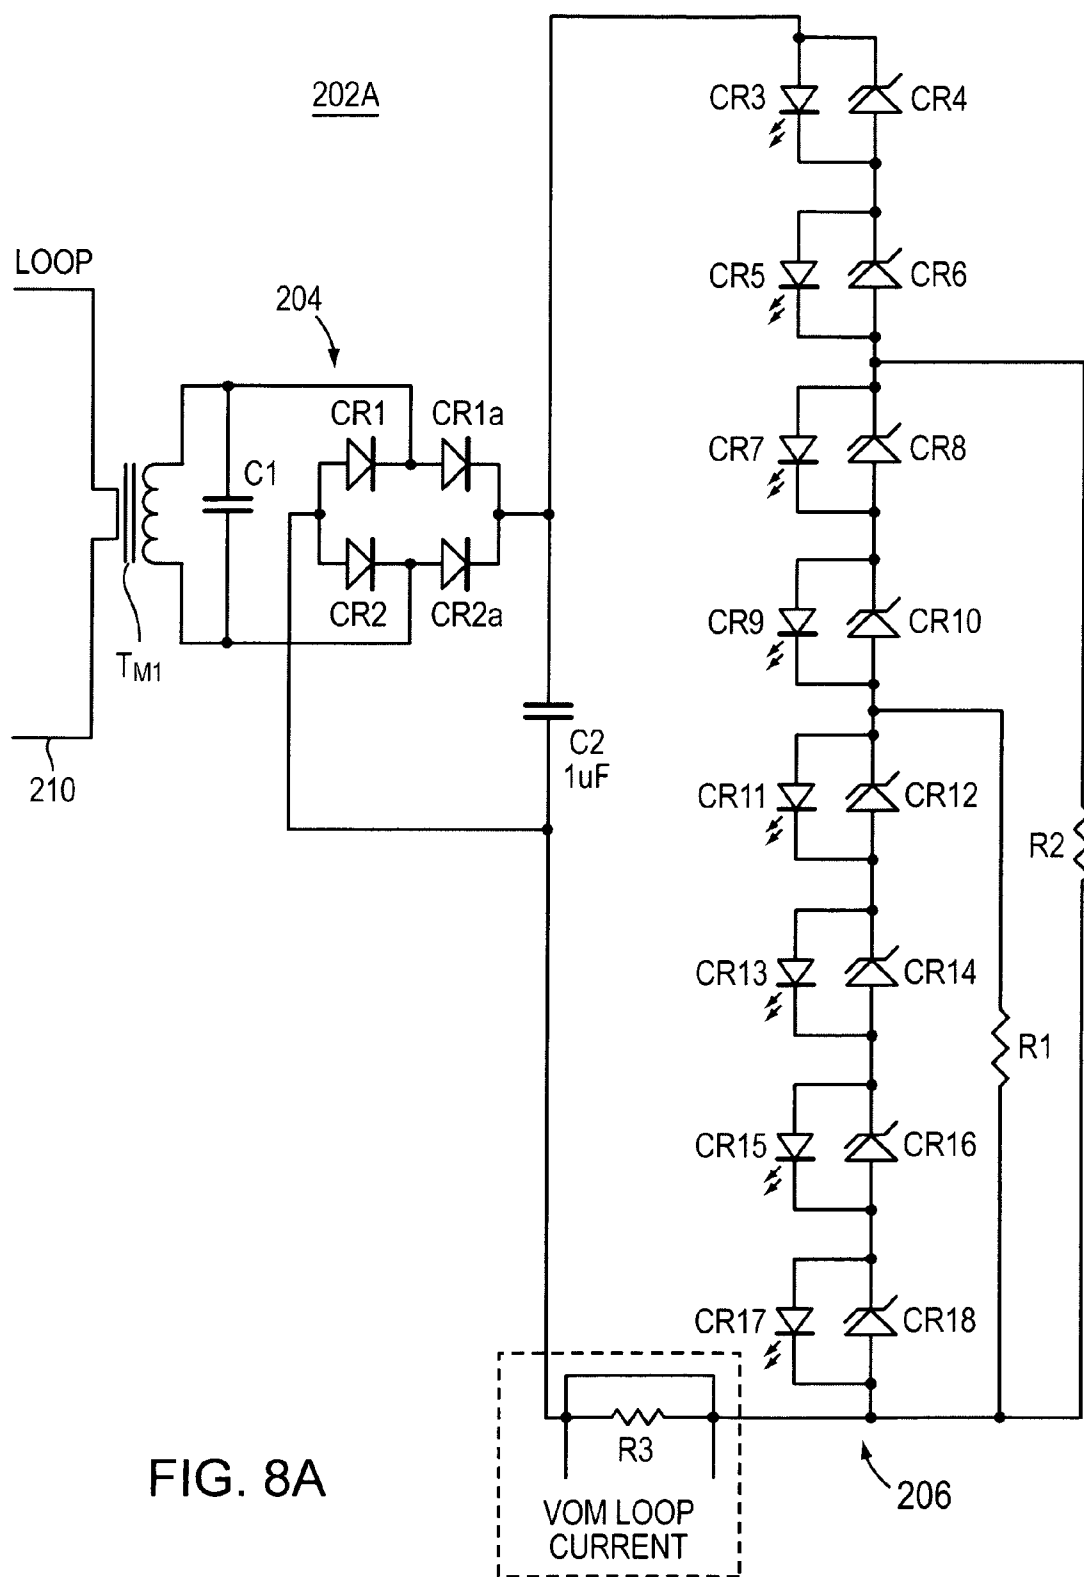 202A
CR3
CR4
LOOP
204
CR5
CR6
CR1
CR1a
CR7
CR8
C1
CR2
CR2a
CR9
CR10
TM1
C2
1uF
210
CR11
CR12
R2
CR13
CR14
R1
CR15
CR16
CR17
CR18
R3
FIG. 8A
206
VOM LOOP
CURRENT